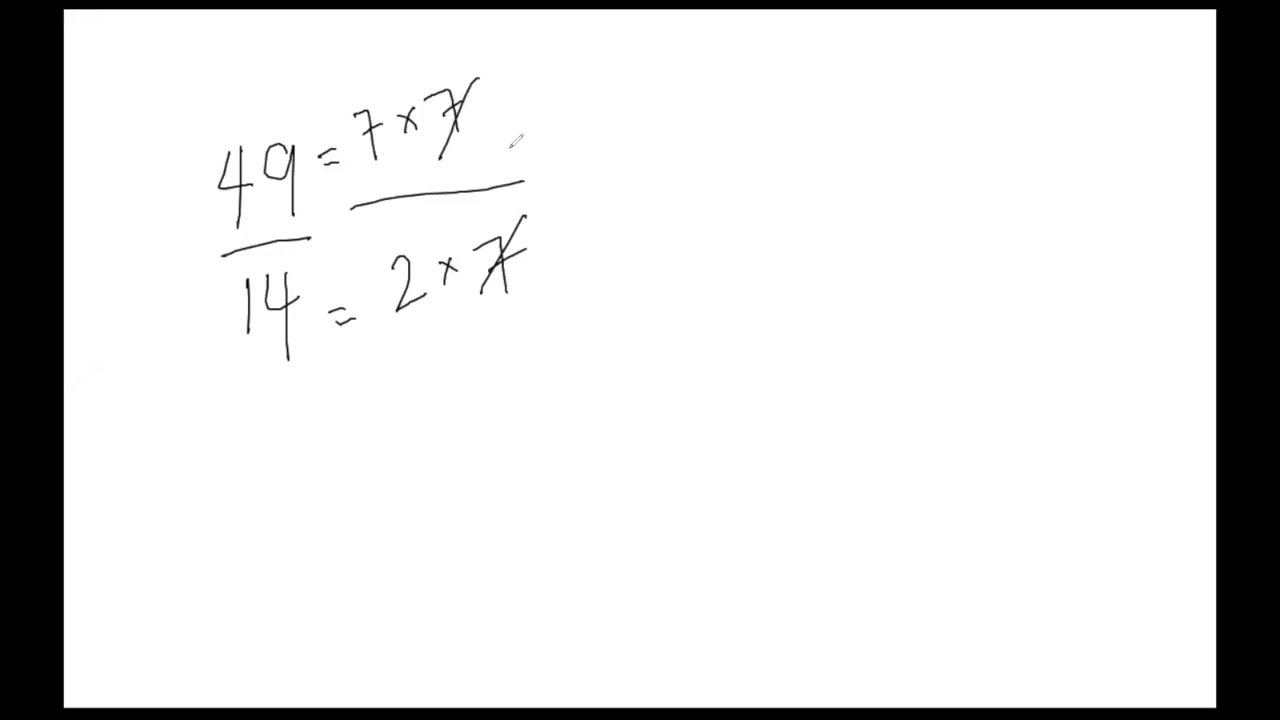 49 = 7 × 7
14 = 2 × 7